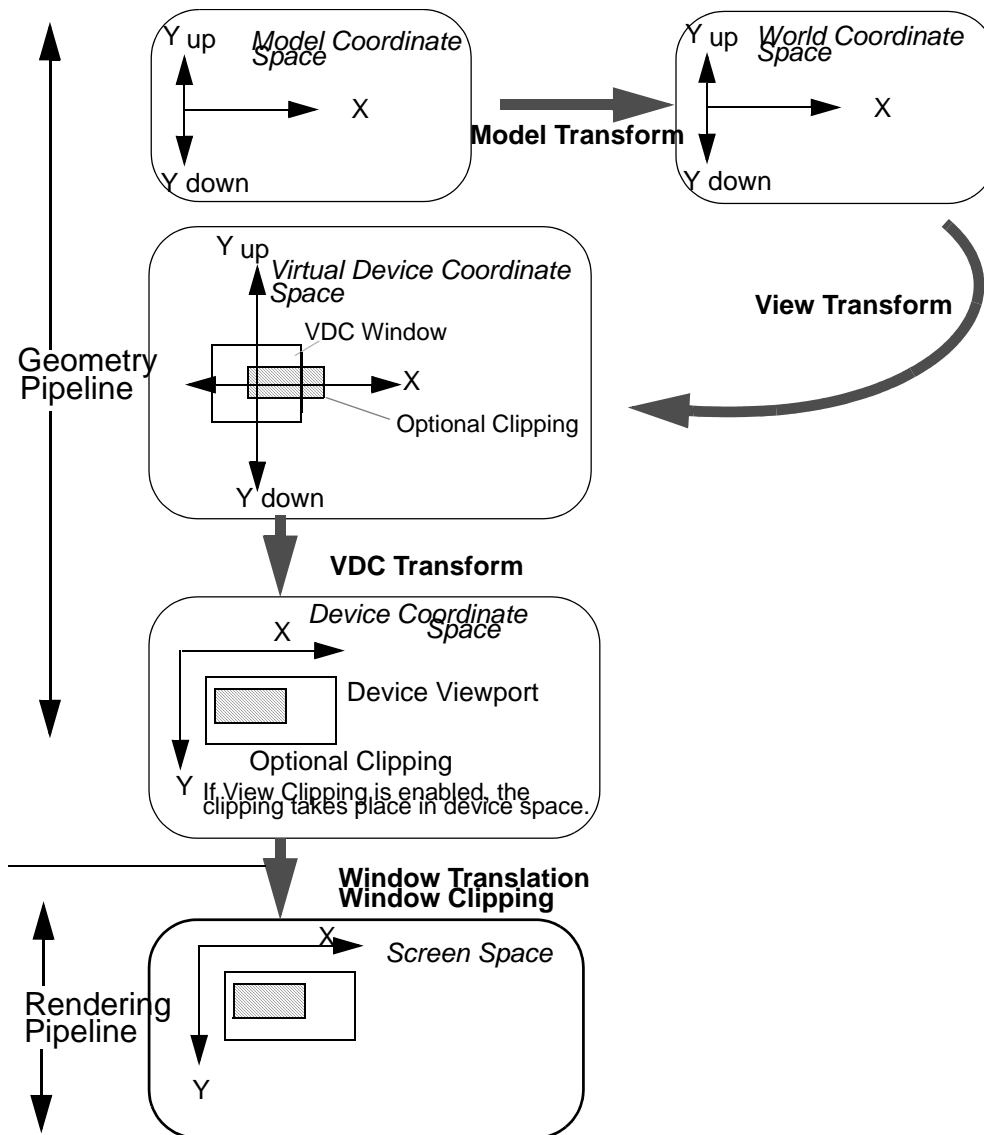 Y up
Model Coordinate
Space
X
Y down
Model Transform
Y up
World Coordinate
Space
X
Y down
View Transform
Geometry
Pipeline
Y up
Virtual Device Coordinate
Space
VDC Window
X
Optional Clipping
Y down
VDC Transform
Device Coordinate
Space
X
Device Viewport
Optional Clipping
Y
If View Clipping is enabled, the
clipping takes place in device space.
Window Translation
Window Clipping
Rendering
Pipeline
X
Screen Space
Y